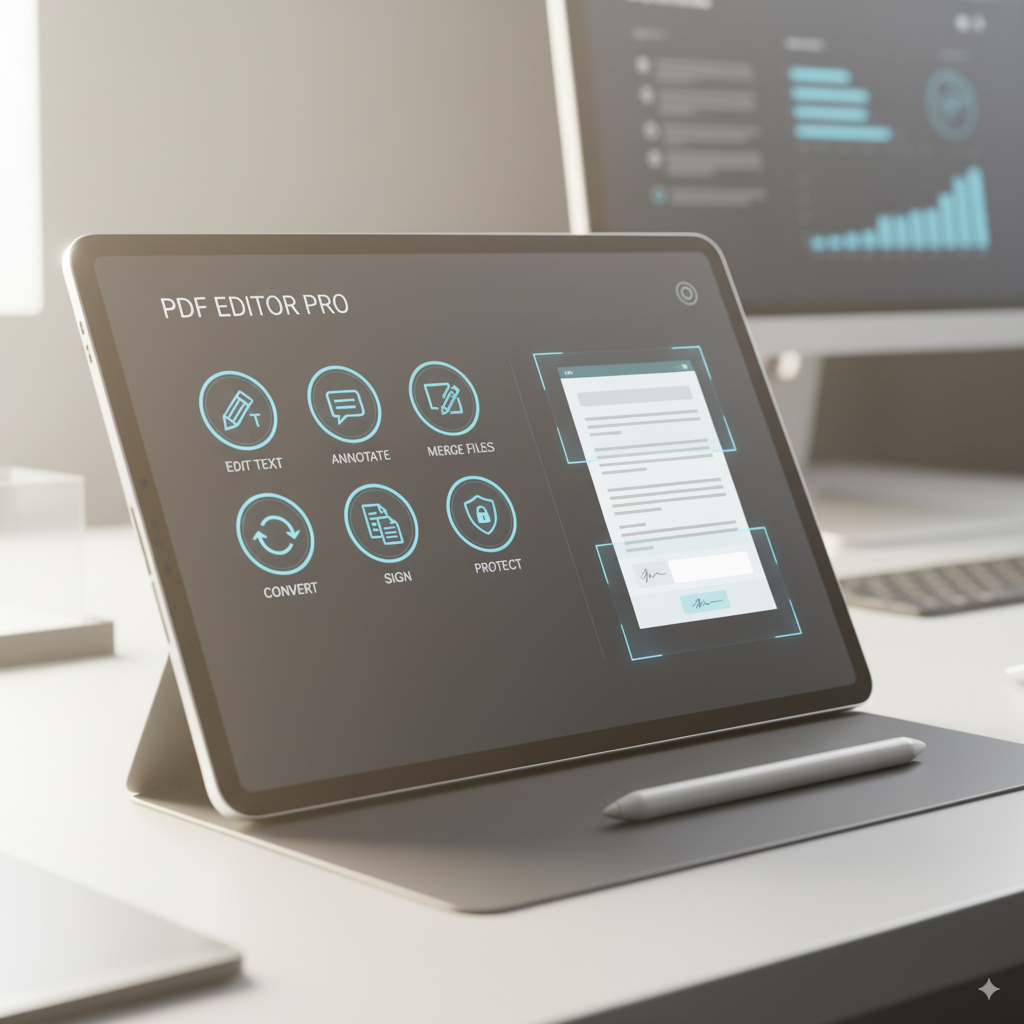 PDF EDITOR PRO
EDIT TEXT
ANNOTATE
MERGE FILES
CONVERT
SIGN
PROTECT